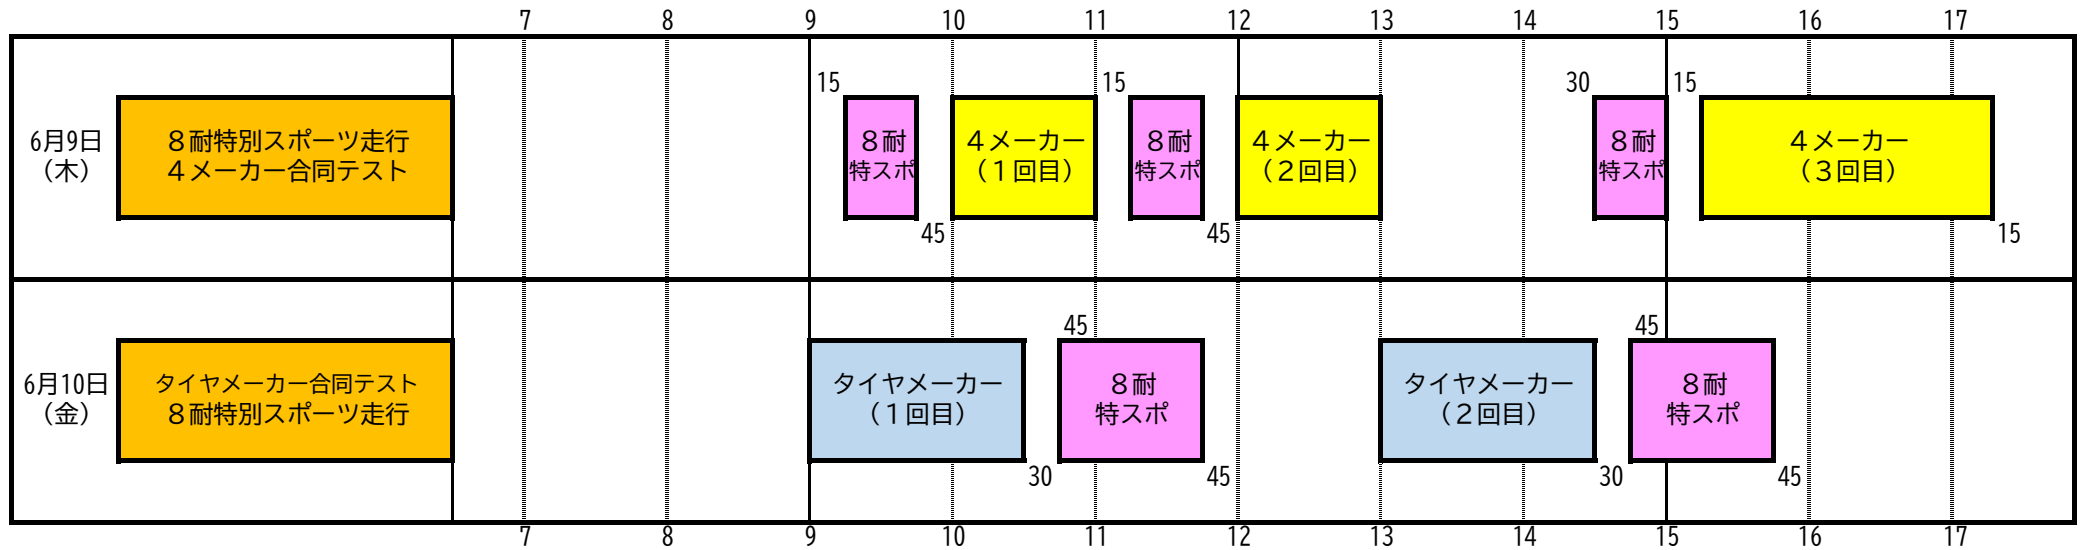 7 8 9 10 11 12 13 14 15 16 17
15 15 30 15
6月9日
（木）
８耐特別スポーツ走行
４メーカー合同テスト
８耐
特スポ
４メーカー
（１回目）
８耐
特スポ
４メーカー
（２回目）
８耐
特スポ
４メーカー
（３回目）
45 45 15
45 45
6月10日
（金）
タイヤメーカー合同テスト
８耐特別スポーツ走行
タイヤメーカー
（１回目）
８耐
特スポ
タイヤメーカー
（２回目）
８耐
特スポ
30 45 30 45
7 8 9 10 11 12 13 14 15 16 17